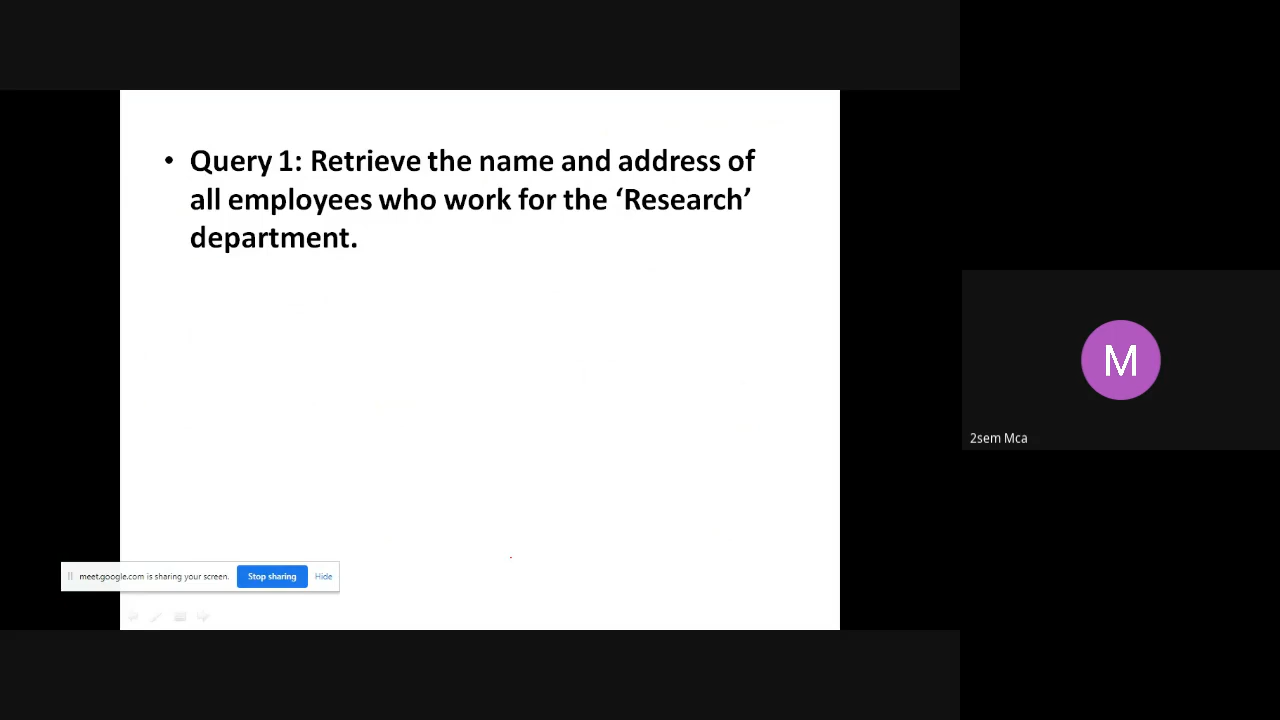 • Query 1: Retrieve the name and address of
all employees who work for the ‘Research’
department.
M
2sem Mca
meet.google.com is sharing your screen. Stop sharing Hide